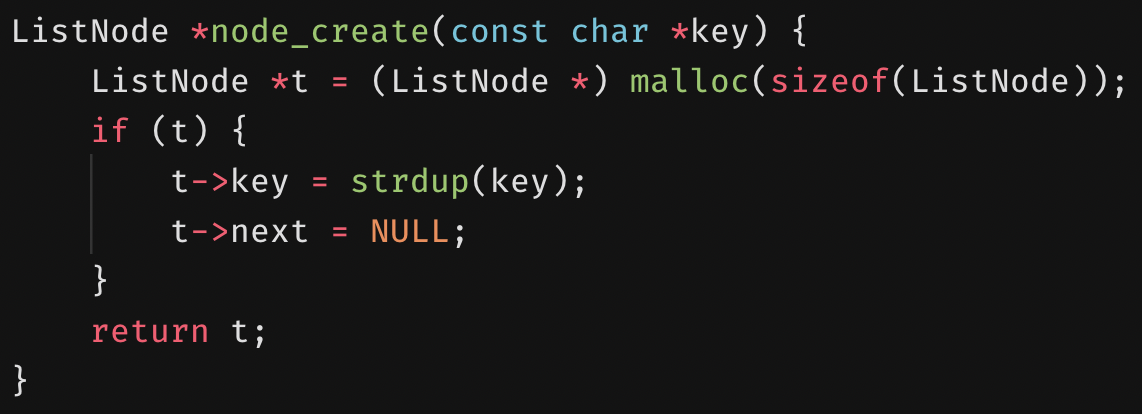 ListNode *node_create(const char *key) {
    ListNode *t = (ListNode *) malloc(sizeof(ListNode));
    if (t) {
        t->key = strdup(key);
        t->next = NULL;
    }
    return t;
}